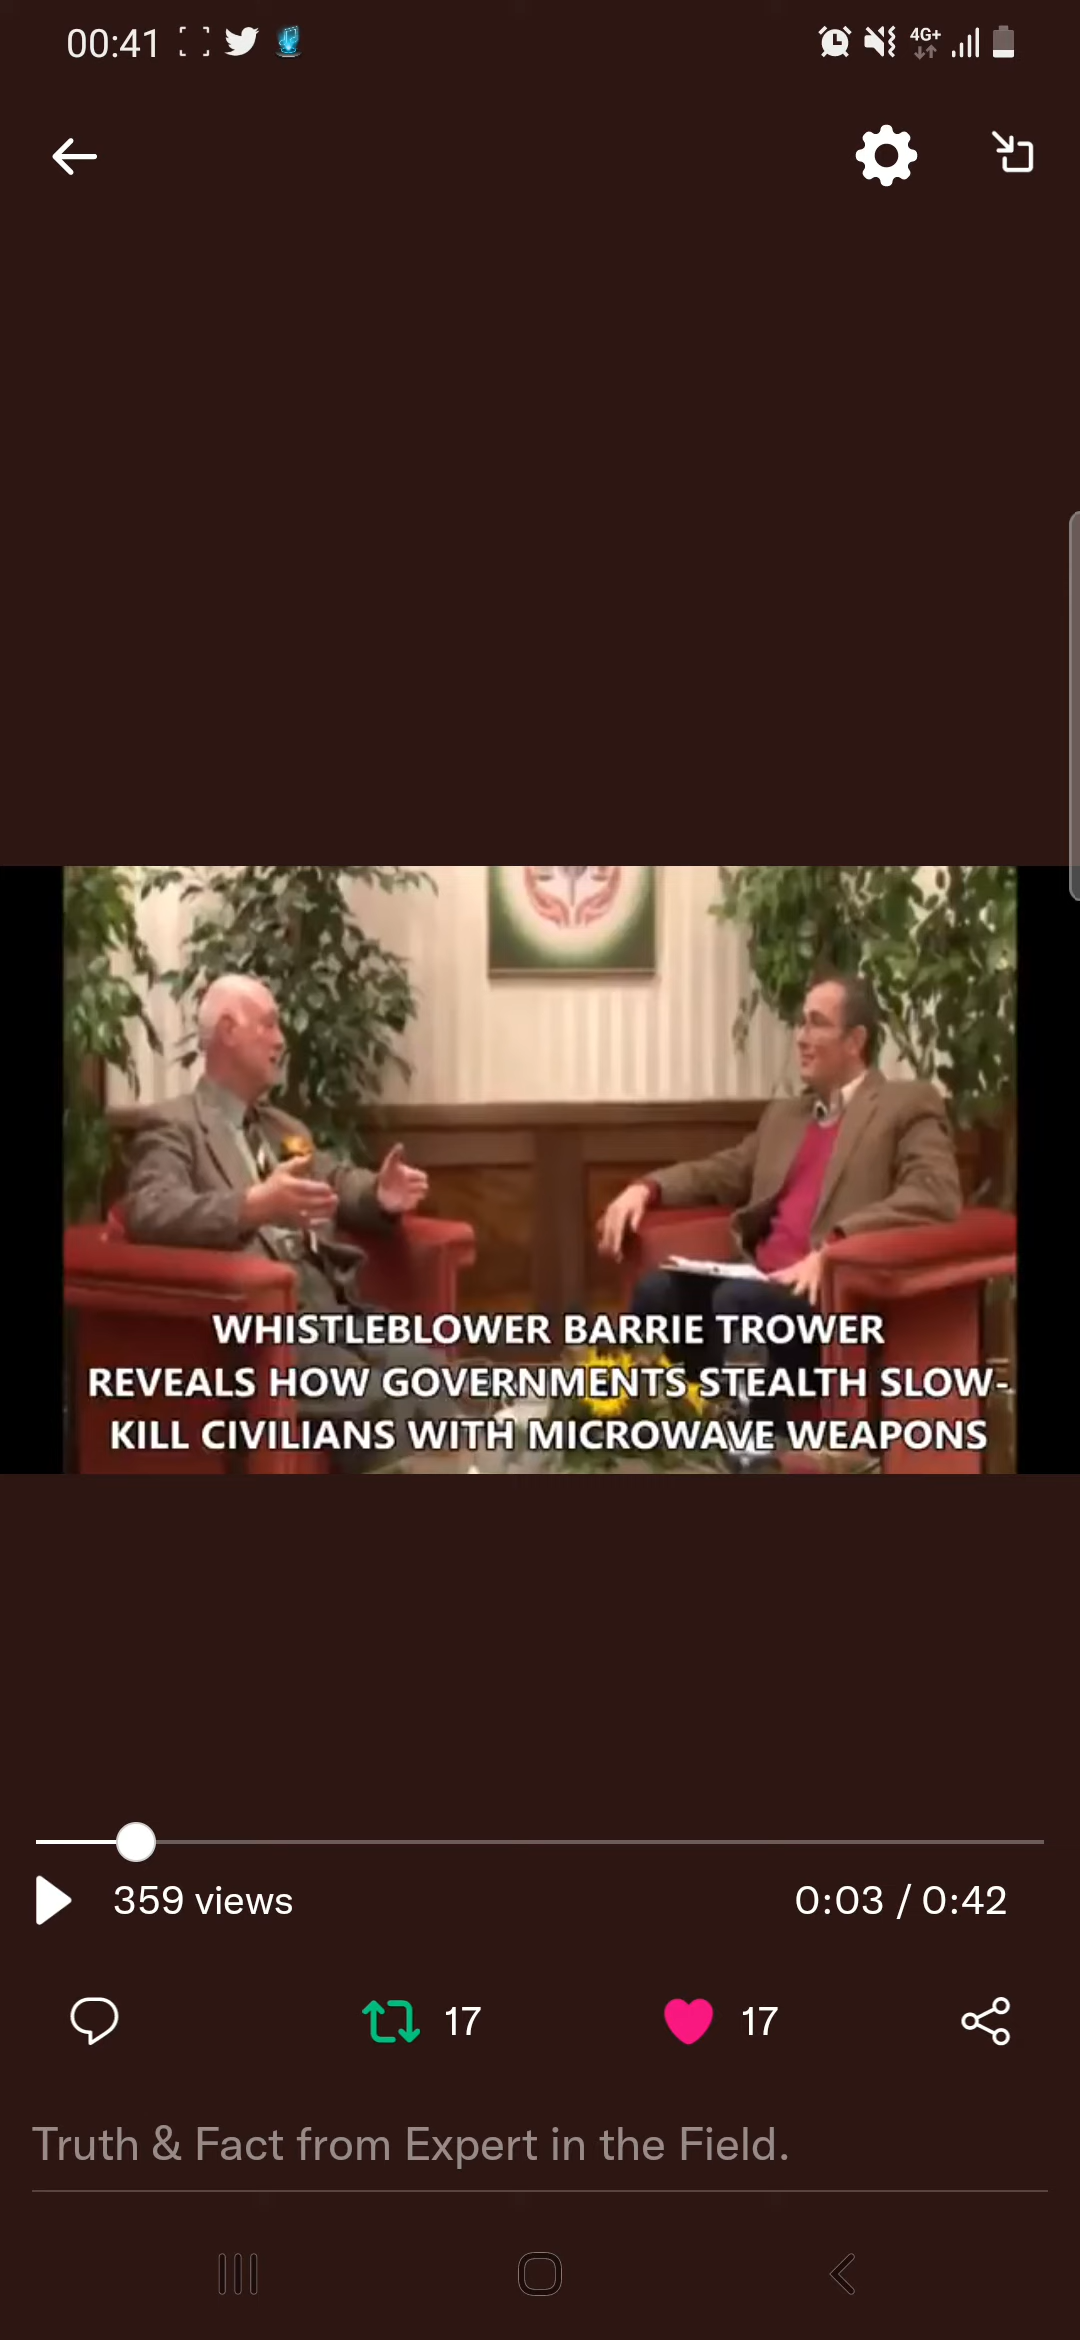 00:41
4G+
WHISTLEBLOWER BARRIE TROWER
REVEALS HOW GOVERNMENTS STEALTH SLOW-
KILL CIVILIANS WITH MICROWAVE WEAPONS
359 views
0:03 / 0:42
17
17
Truth & Fact from Expert in the Field.